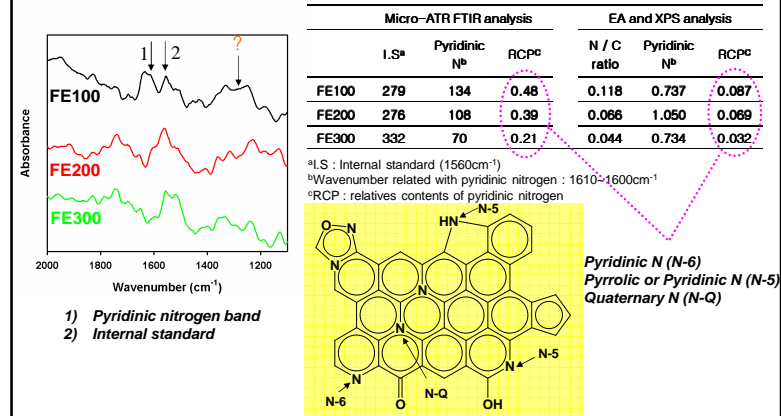 1
2
?
FE100
FE200
FE300
Absorbance
2000 1800 1600 1400 1200
Wavenumber (cm-1)
1) Pyridinic nitrogen band
2) Internal standard
Micro-ATR FTIR analysis EA and XPS analysis
I.Sᵃ Pyridinic Nᵇ RCPᶜ N / C ratio Pyridinic Nᵇ RCPᶜ
FE100 279 134 0.48 0.118 0.737 0.087
FE200 276 108 0.39 0.066 1.050 0.069
FE300 332 70 0.21 0.044 0.734 0.032
ᵃI.S : Internal standard (1560cm-1)
ᵇWavenumber related with pyridinic nitrogen : 1610~1600cm-1
ᶜRCP : relatives contents of pyridinic nitrogen
N-5
HN
O
N
N
N
N
N
N-5
N
N-Q
N-6
O
OH
Pyridinic N (N-6)
Pyrrolic or Pyridinic N (N-5)
Quaternary N (N-Q)